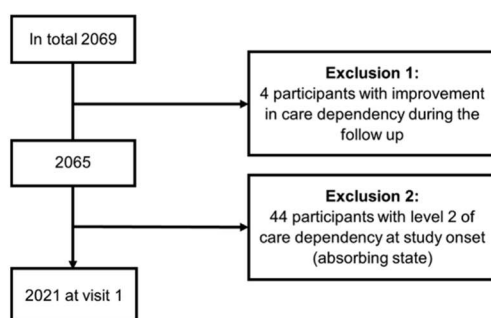 In total 2069
Exclusion 1:
4 participants with improvement
in care dependency during the
follow up
2065
Exclusion 2:
44 participants with level 2 of
care dependency at study onset
(absorbing state)
2021 at visit 1